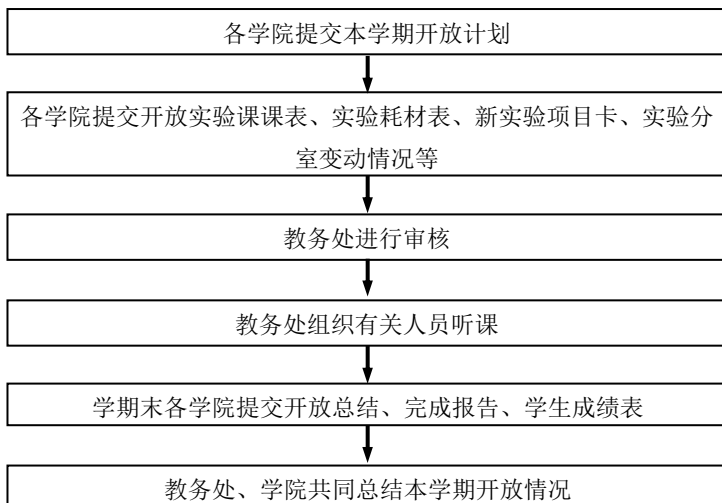 各学院提交本学期开放计划
各学院提交开放实验课课表、实验耗材表、新实验项目卡、实验分
室变动情况等
教务处进行审核
教务处组织有关人员听课
学期末各学院提交开放总结、完成报告、学生成绩表
教务处、学院共同总结本学期开放情况